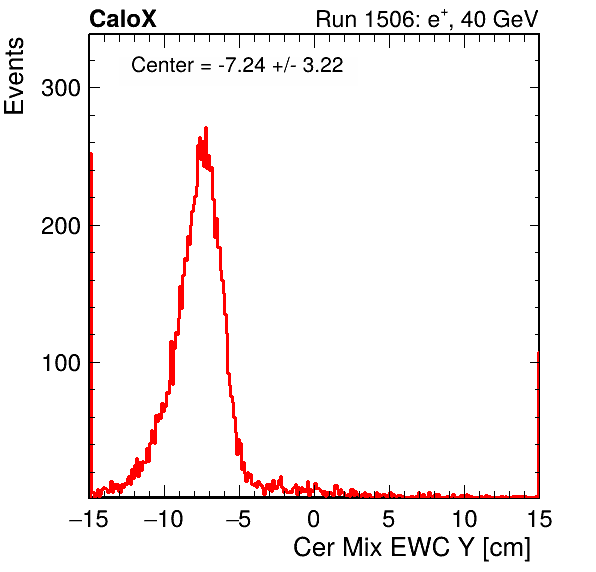 CaloX Run 1506: e⁺, 40 GeV
Events
Center = -7.24 +/- 3.22
300
200
100
−15 −10 −5 0 5 10 15
Cer Mix EWC Y [cm]